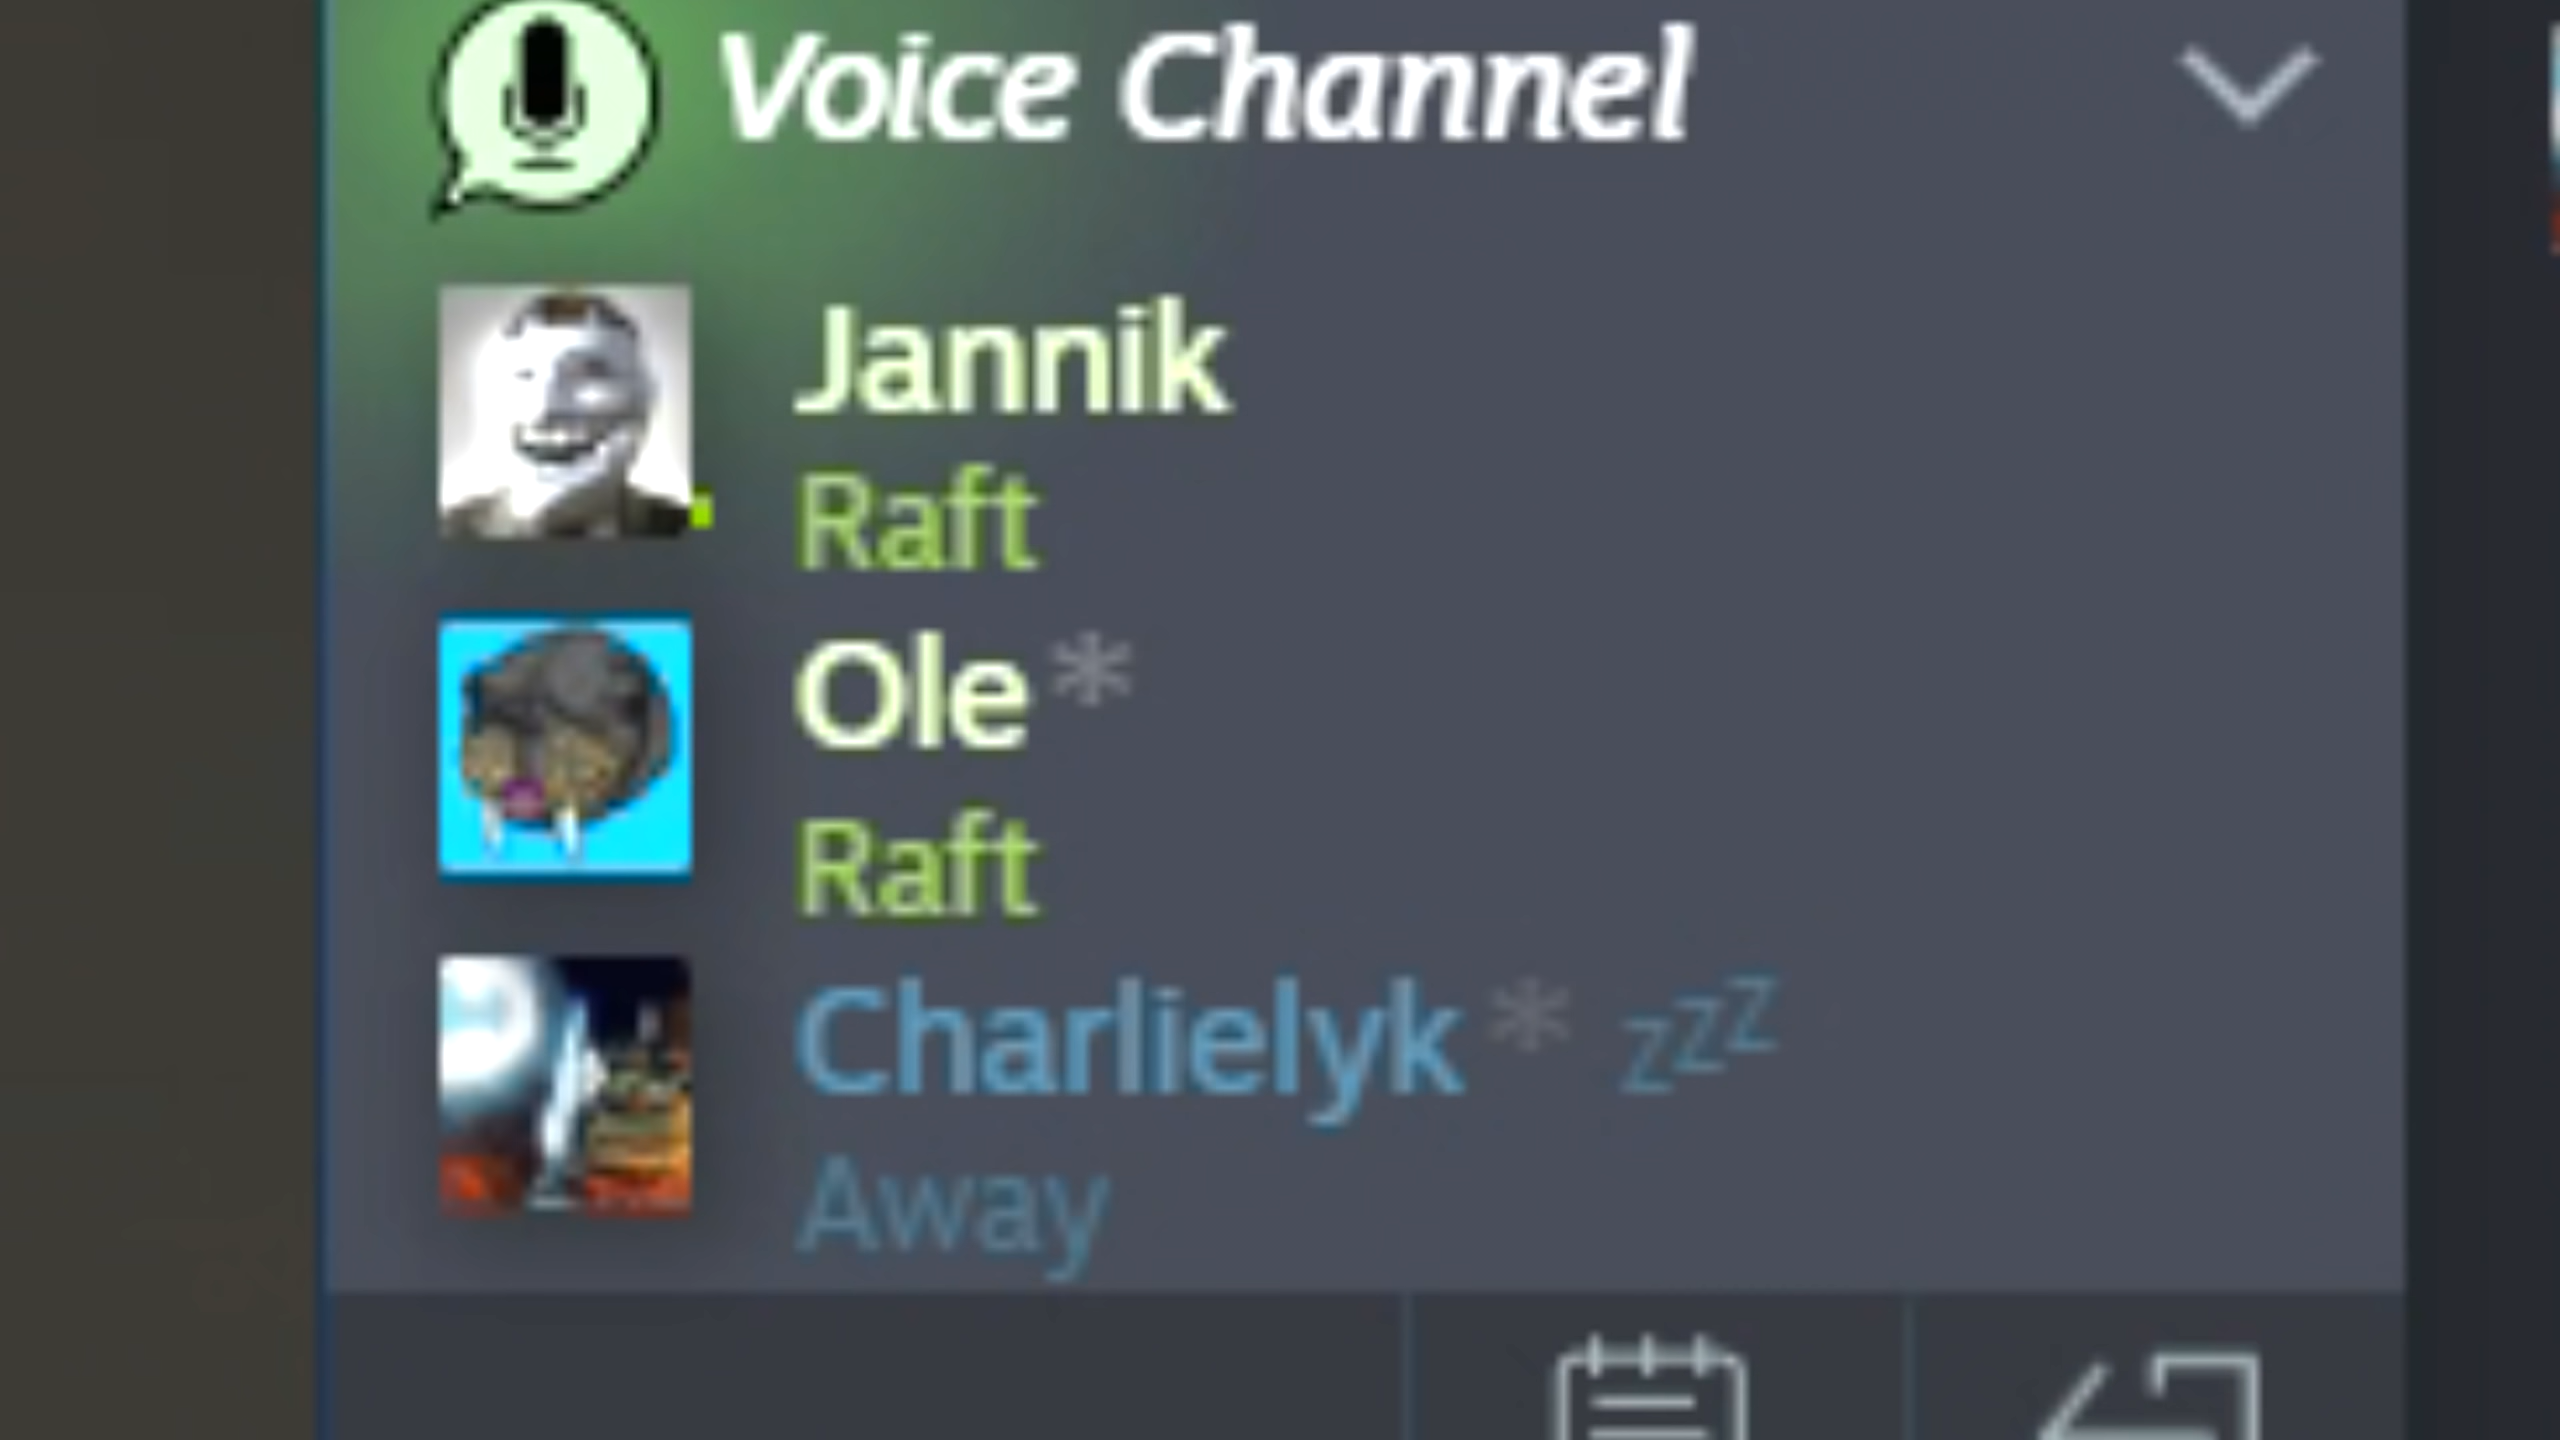 Voice Channel
Jannik
Raft
Ole *
Raft
Charlielyk * zzZ
Away